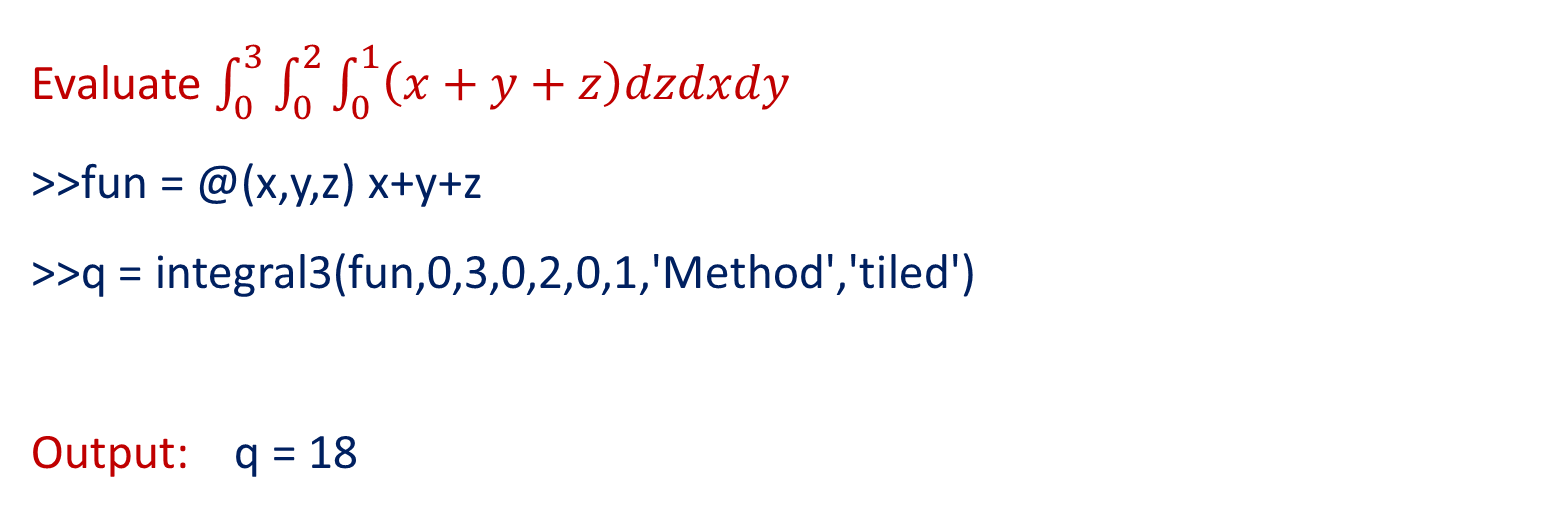 Evaluate ∫₀³ ∫₀² ∫₀¹(x + y + z)dzdxdy
>>fun = @(x,y,z) x+y+z
>>q = integral3(fun,0,3,0,2,0,1,'Method','tiled')
Output: q = 18